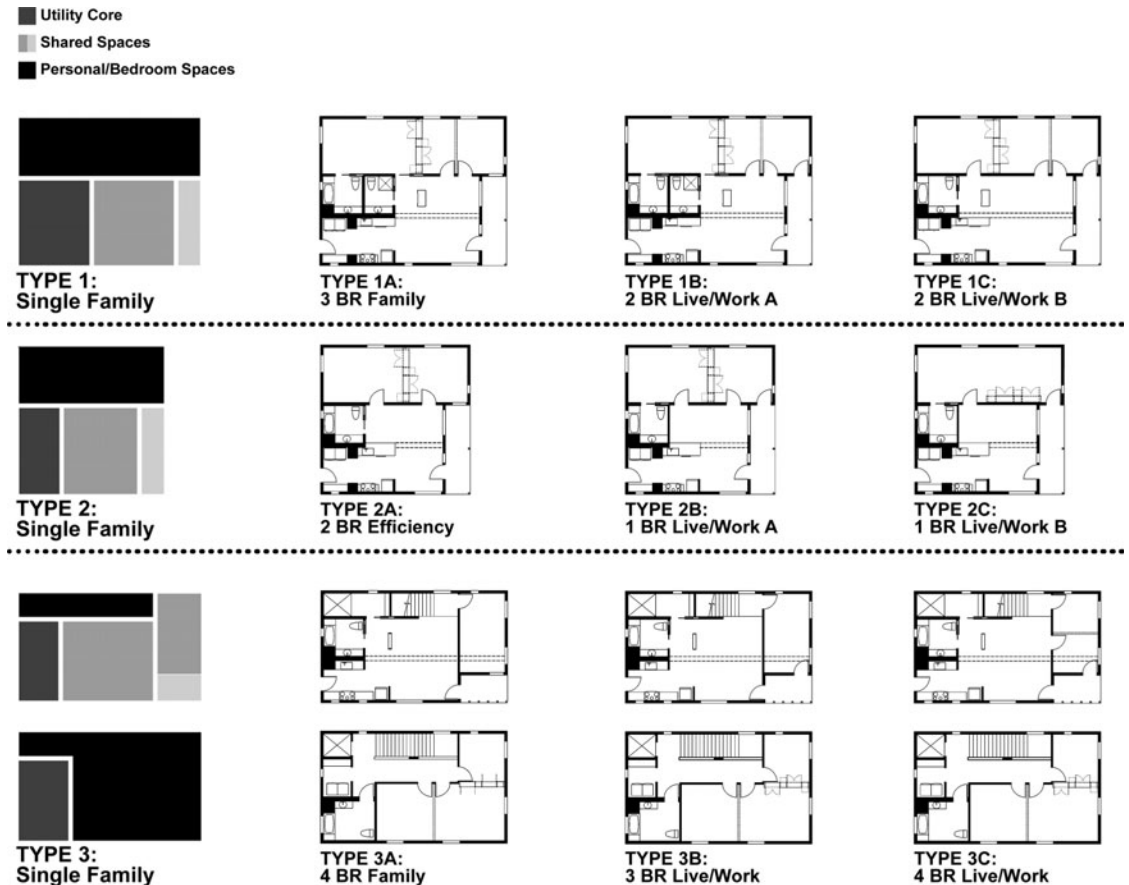 Utility Core
Shared Spaces
Personal/Bedroom Spaces
TYPE 1:
Single Family
TYPE 1A:
3 BR Family
TYPE 1B:
2 BR Live/Work A
TYPE 1C:
2 BR Live/Work B
TYPE 2:
Single Family
TYPE 2A:
2 BR Efficiency
TYPE 2B:
1 BR Live/Work A
TYPE 2C:
1 BR Live/Work B
TYPE 3:
Single Family
TYPE 3A:
4 BR Family
TYPE 3B:
3 BR Live/Work
TYPE 3C:
4 BR Live/Work